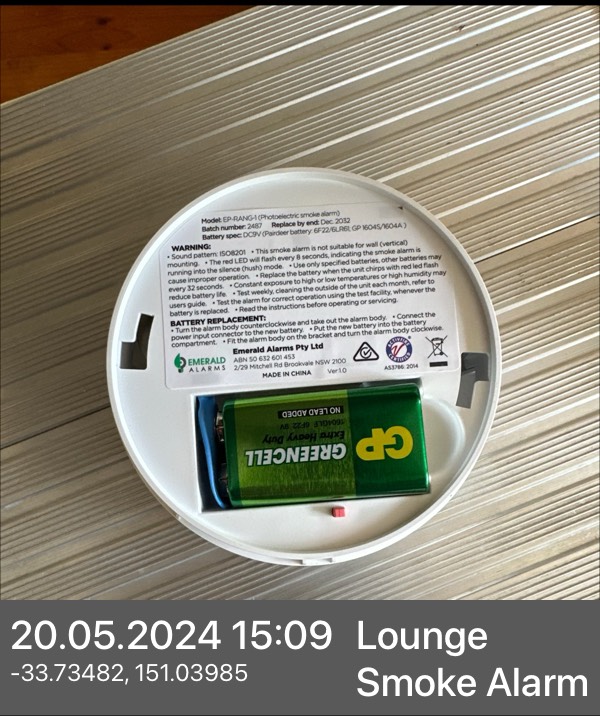 Model: EP-RANG-1 (Photoelectric smoke alarm)
Batch number: 2487 Replace by end: Dec. 2032
Battery spec: DC9V (Pairdeer battery: 6F22/6LR61; GP 1604S/1604A )
WARNING:
• Sound pattern: ISO8201 • This smoke alarm is not suitable for wall (vertical)
mounting. • The red LED will flash every 8 seconds, indicating the smoke alarm is
running into the silence (hush) mode. • Use only specified batteries, other batteries may
cause improper operation. • Replace the battery when the unit chirps with red led flash
every 32 seconds. • Constant exposure to high or low temperatures or high humidity may
reduce battery life. • Test weekly, cleaning the outside of the unit each month, refer to
users guide. • Test the alarm for correct operation using the test facility, whenever the
battery is replaced. • Read the instructions before operating or servicing.
BATTERY REPLACEMENT:
• Turn the alarm body counterclockwise and take out the alarm body. • Connect the
power input connector to the new battery. • Put the new battery into the battery
compartment. • Fit the alarm body on the bracket and turn the alarm body clockwise.
EMERALD
ALARMS
Emerald Alarms Pty Ltd
ABN 50 632 601 453
2/29 Mitchell Rd Brookvale NSW 2100
MADE IN CHINA Ver1.0
AS3786: 2014
GP
GREENCELL
Extra Heavy Duty
1604GLF 6F22 9V
NO LEAD ADDED
20.05.2024 15:09
-33.73482, 151.03985
Lounge
Smoke Alarm